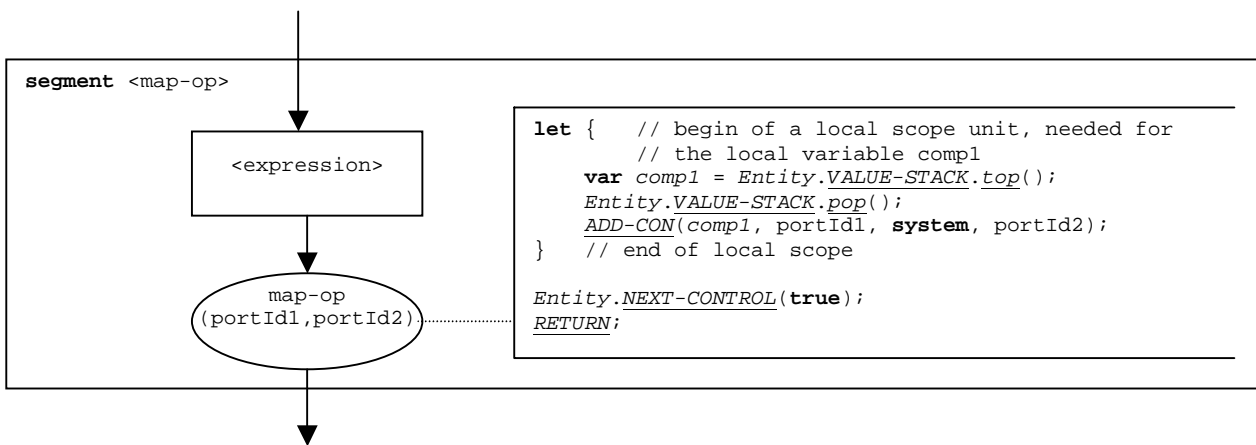 segment <map-op>
<expression>
map-op
(portId1,portId2)
let {   // begin of a local scope unit, needed for
        // the local variable comp1
    var comp1 = Entity.VALUE-STACK.top();
    Entity.VALUE-STACK.pop();
    ADD-CON(comp1, portId1, system, portId2);
}   // end of local scope
Entity.NEXT-CONTROL(true);
RETURN;